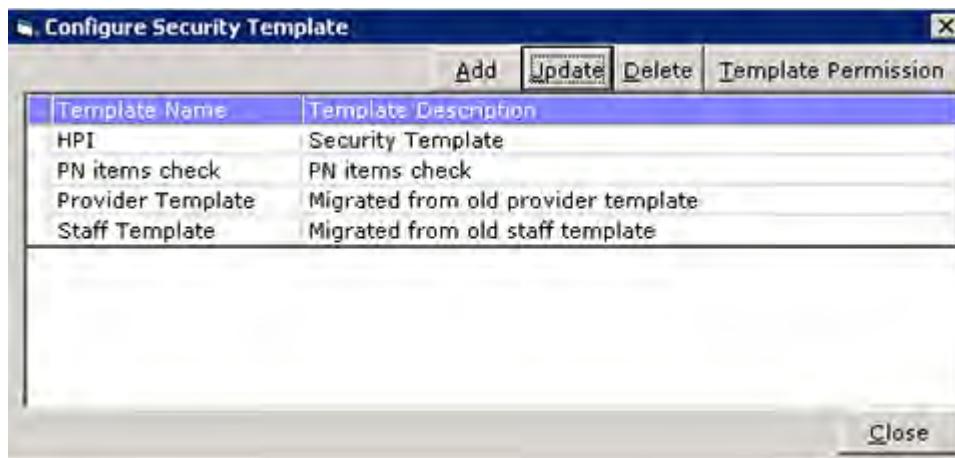 Configure Security Template
Add Update Delete Template Permission
Template Name Template Description
HPI Security Template
PN items check PN items check
Provider Template Migrated from old provider template
Staff Template Migrated from old staff template
Close